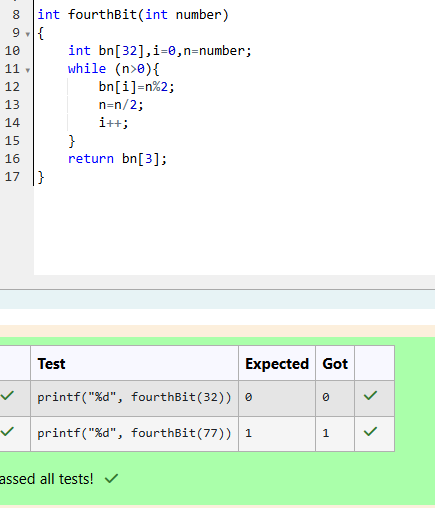 8 int fourthBit(int number)
9 {
10 int bn[32],i=0,n=number;
11 while (n>0){
12 bn[i]=n%2;
13 n=n/2;
14 i++;
15 }
16 return bn[3];
17 }
Test Expected Got
printf("%d", fourthBit(32)) 0 0
printf("%d", fourthBit(77)) 1 1
assed all tests!